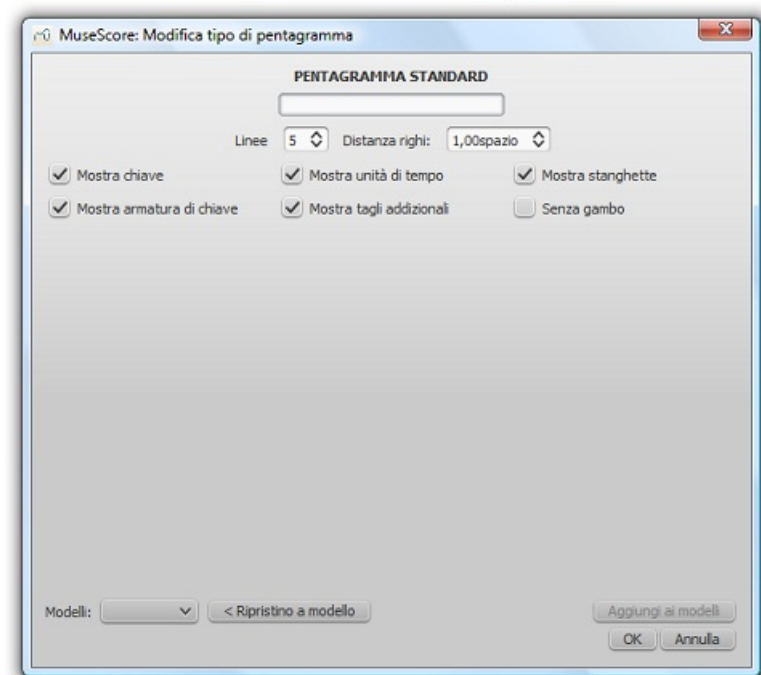 MuseScore: Modifica tipo di pentagramma
PENTAGRAMMA STANDARD
Linee 5 Distanza righi: 1,00spazio
Mostra chiave Mostra unità di tempo Mostra stanghette
Mostra armatura di chiave Mostra tagli addizionali Senza gambo
Modelli: < Ripristino a modello Aggiungi ai modelli
OK Annulla